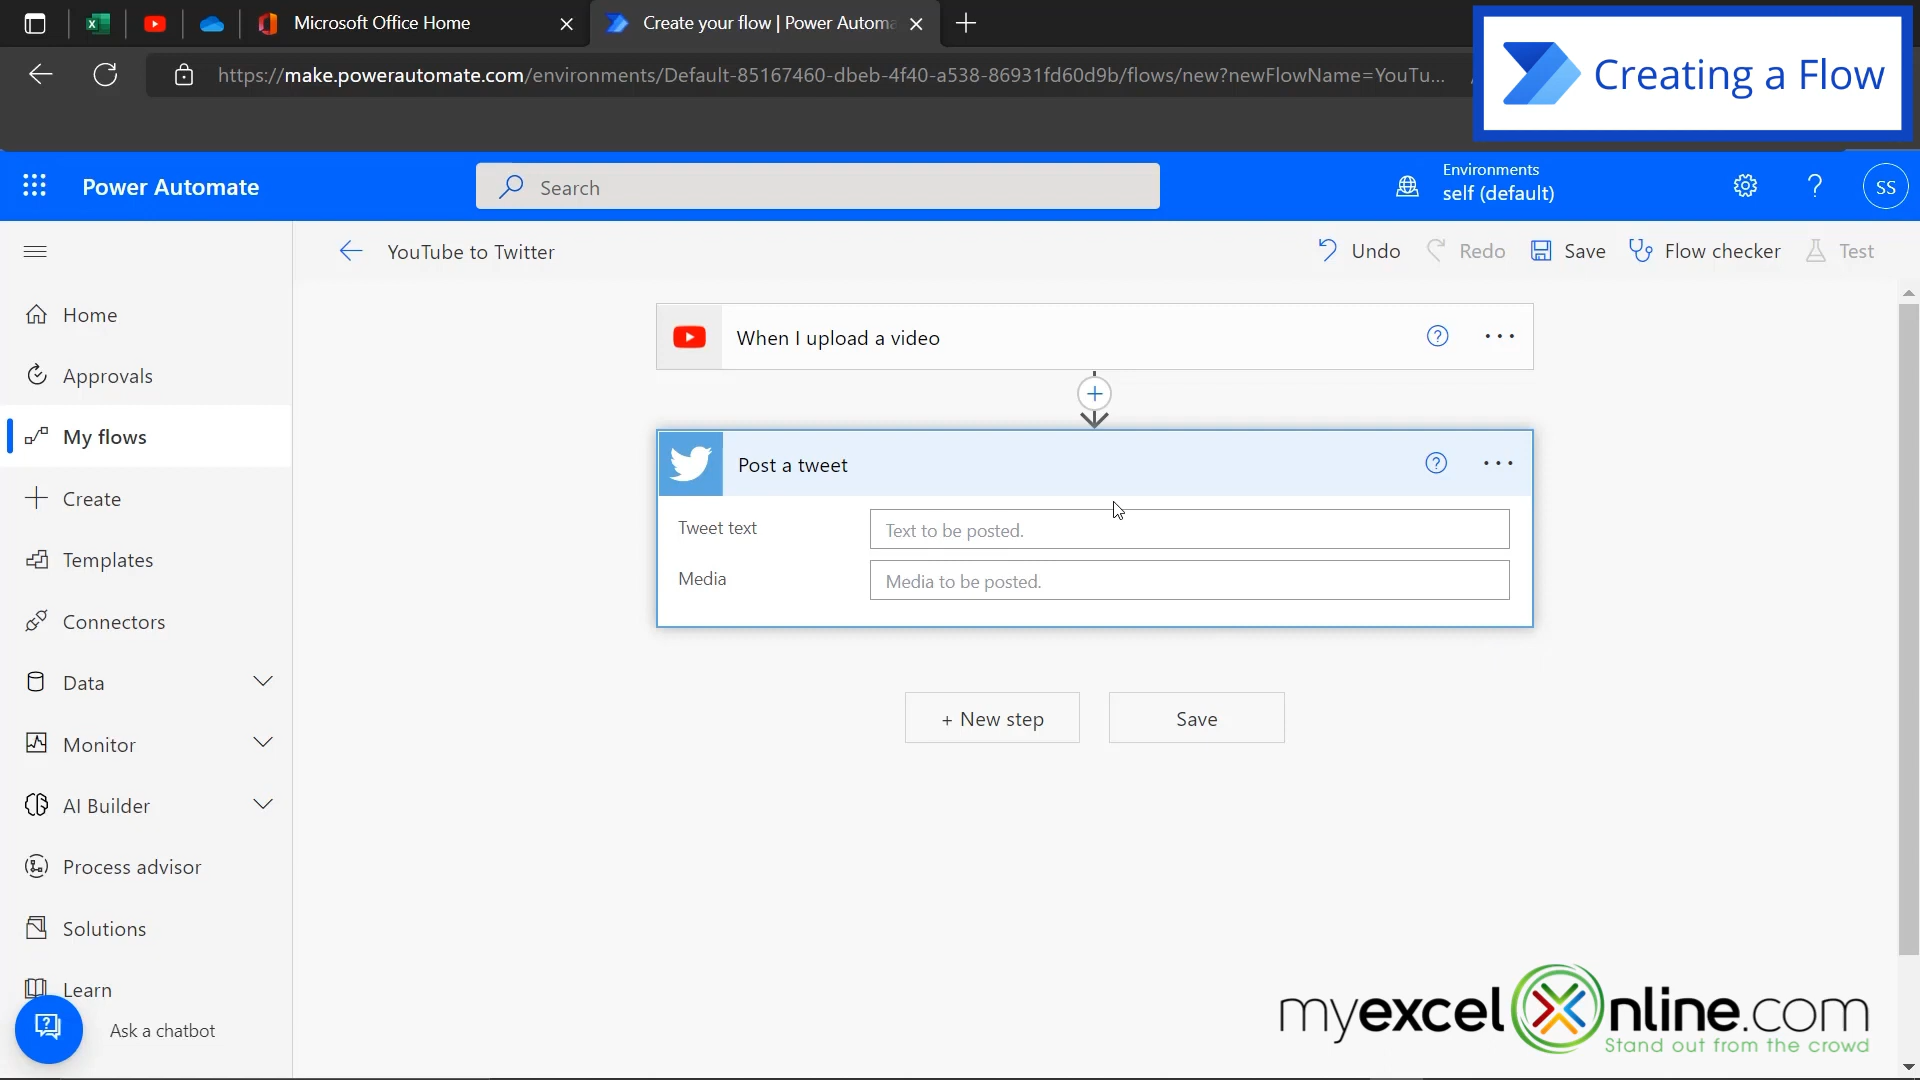 Microsoft Office Home
Create your flow | Power Automa
Creating a Flow
https://make.powerautomate.com/environments/Default-85167460-dbeb-4f40-a538-86931fd60d9b/flows/new?newFlowName=YouTu...
Power Automate
Search
Environments
self (default)
SS
YouTube to Twitter
Undo
Redo
Save
Flow checker
Test
Home
Approvals
My flows
Create
Templates
Connectors
Data
Monitor
AI Builder
Process advisor
Solutions
Learn
Ask a chatbot
When I upload a video
Post a tweet
Tweet text
Text to be posted.
Media
Media to be posted.
+ New step
Save
myexcelonline.com
Stand out from the crowd